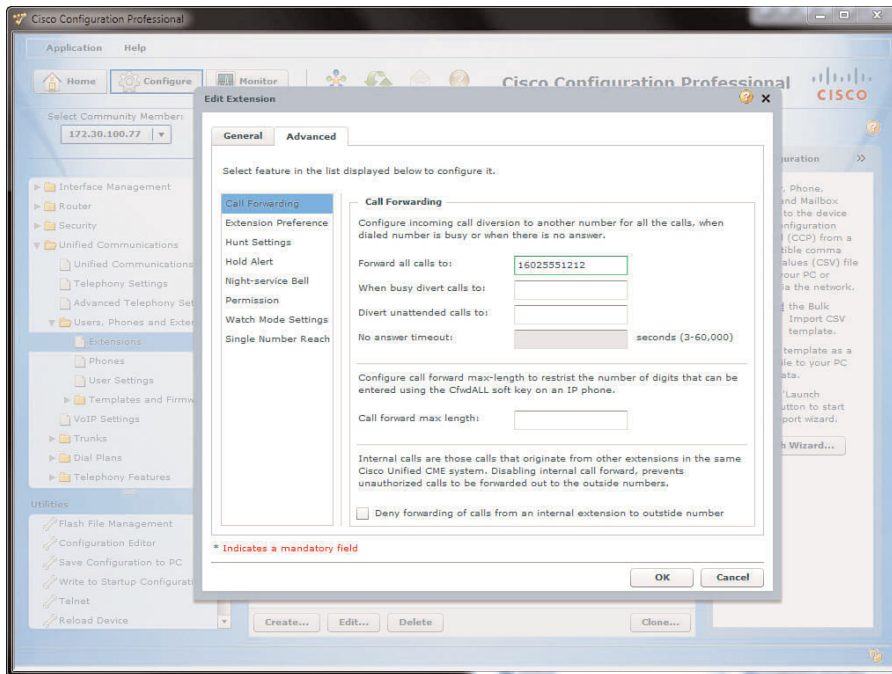 Cisco Configuration Professional
Application Help
Home Configure Monitor
Cisco Configuration Professional
CISCO
Select Community Member:
172.30.100.77
Interface Management
Router
Security
Unified Communications
Unified Communications
Telephony Settings
Advanced Telephony Set
Users, Phones and Exter
Extensions
Phones
User Settings
Templates and Firmw
VoIP Settings
Trunks
Dial Plans
Telephony Features
Utilities
Flash File Management
Configuration Editor
Save Configuration to PC
Write to Startup Configurati
Telnet
Reload Device
Edit Extension
General Advanced
Select feature in the list displayed below to configure it.
Call Forwarding
Extension Preference
Hunt Settings
Hold Alert
Night-service Bell
Permission
Watch Mode Settings
Single Number Reach
Call Forwarding
Configure incoming call diversion to another number for all the calls, when
dialed number is busy or when there is no answer.
Forward all calls to: 16025551212
When busy divert calls to:
Divert unattended calls to:
No answer timeout: seconds (3-60,000)
Configure call forward max-length to restrist the number of digits that can be
entered using the CfwdALL soft key on an IP phone.
Call forward max length:
Internal calls are those calls that originate from other extensions in the same
Cisco Unified CME system. Disabling internal call forward, prevents
unauthorized calls to be forwarded out to the outside numbers.
Deny forwarding of calls from an internal extension to outstide number
* Indicates a mandatory field
OK Cancel
Create... Edit... Delete Clone...
uration
, Phone,
and Mailbox
to the device
nfiguration
l (CCP) from a
tible comma
alues (CSV) file
our PC or
ia the network.
the Bulk
Import CSV
template.
template as a
ile to your PC
ata.
'Launch
utton to start
port wizard.
h Wizard...